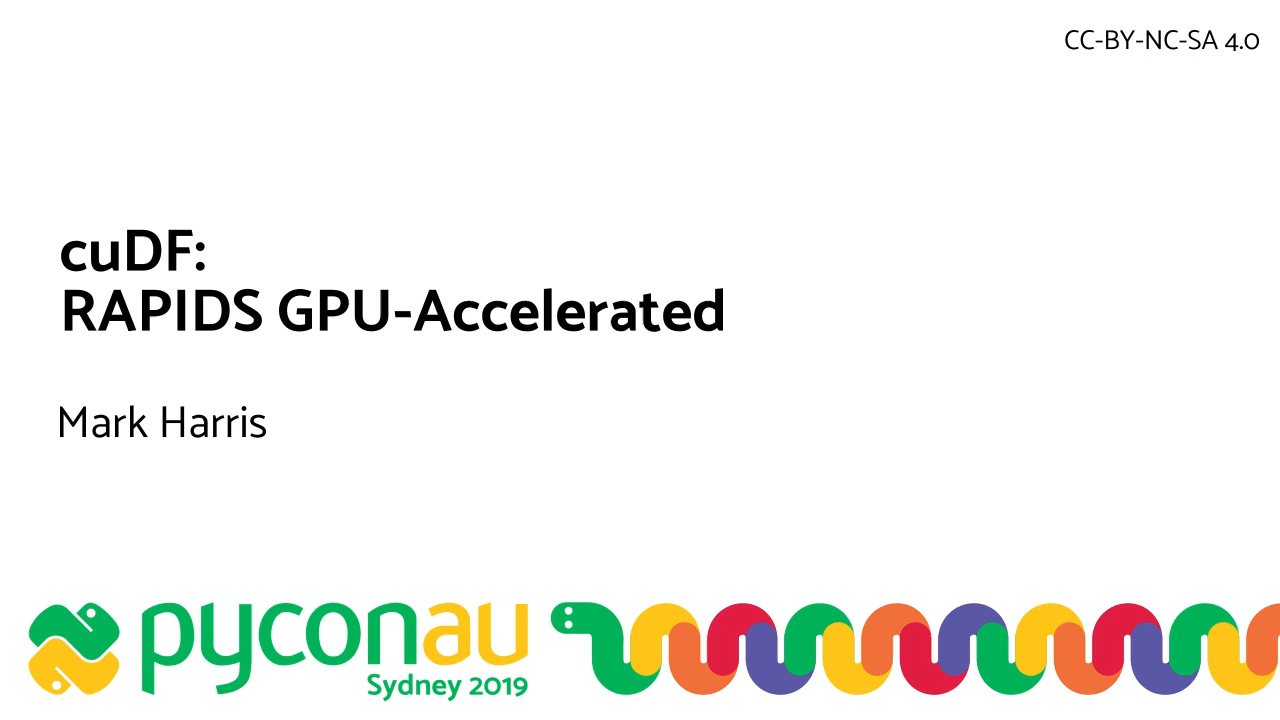 CC-BY-NC-SA 4.0
cuDF:
RAPIDS GPU-Accelerated
Mark Harris
pyconau
Sydney 2019